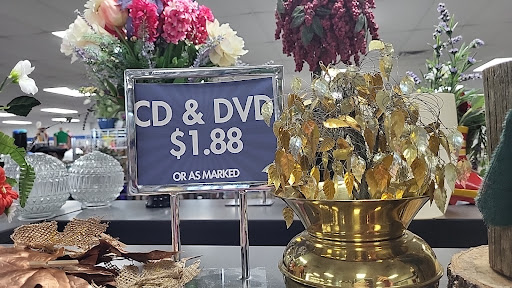 CD & DVD
$1.88
OR AS MARKED